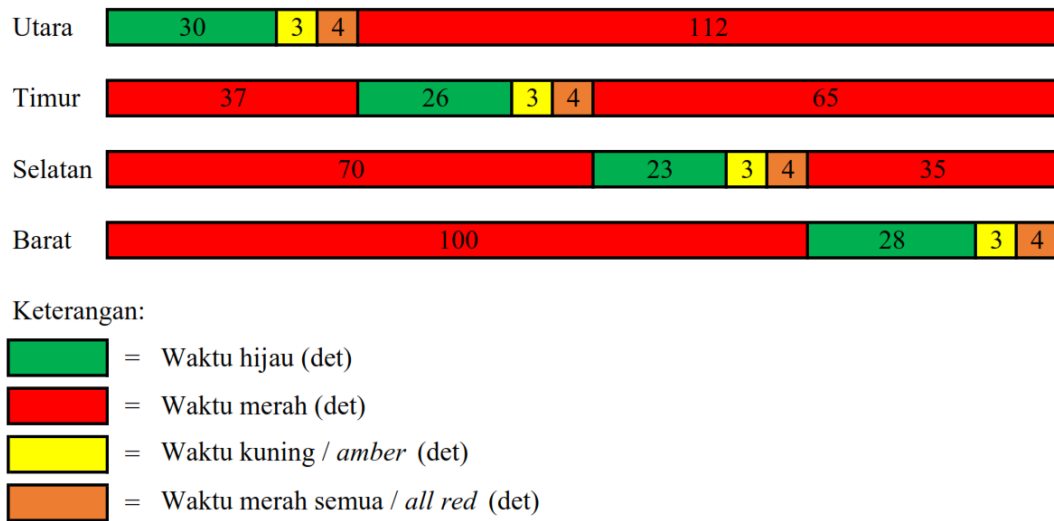 Utara 30 3 4 112
Timur 37 26 3 4 65
Selatan 70 23 3 4 35
Barat 100 28 3 4
Keterangan:
= Waktu hijau (det)
= Waktu merah (det)
= Waktu kuning / amber (det)
= Waktu merah semua / all red (det)